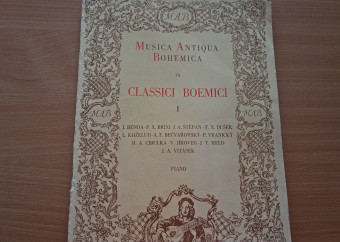 M.A.B.
MUSICA ANTIQUA
BOHEMICA
CLASSICI BOEMICI
I
M.A.B.
M.A.B.
J. BENDA · F. X. BRIXI · J. A. ŠTĚPÁN · F. X. DUŠEK
L. KOŽELUH · A. F. BEČVAŘOVSKÝ · P. VRANICKÝ
M. A. CIBULKA · V. JÍROVEC · J. T. HELD
J. A. VITÁSEK
PIANO